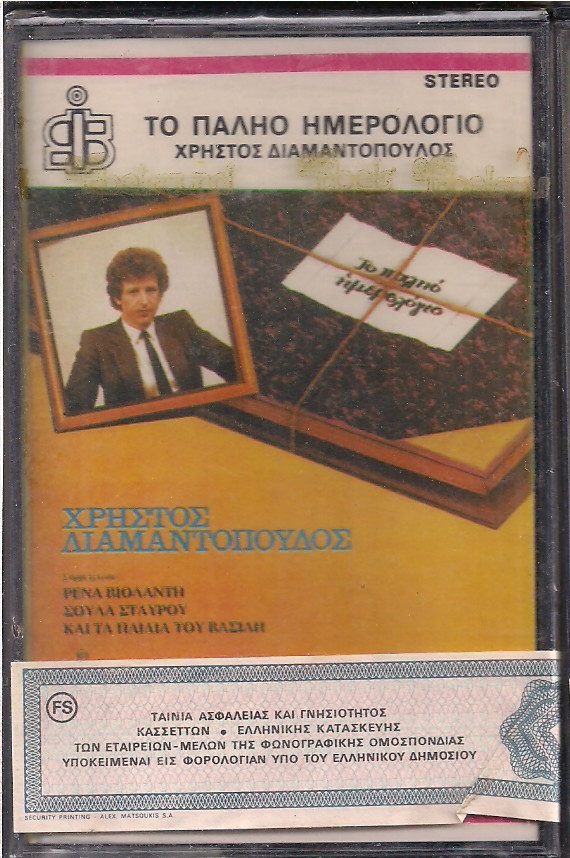 STEREO
ΤΟ ΠΑΛΗΟ ΗΜΕΡΟΛΟΓΙΟ
ΧΡΗΣΤΟΣ ΔΙΑΜΑΝΤΟΠΟΥΛΟΣ
Το παληό
ημερολόγιο
ΧΡΗΣΤΟΣ
ΔΙΑΜΑΝΤΟΠΟΥΛΟΣ
ΡΕΝΑ ΒΙΟΛΑΝΤΗ
ΣΟΥΛΑ ΣΤΑΥΡΟΥ
ΚΑΙ ΤΑ ΠΑΙΔΙΑ ΤΟΥ ΒΑΣΙΛΗ
FS
ΤΑΙΝΙΑ ΑΣΦΑΛΕΙΑΣ ΚΑΙ ΓΝΗΣΙΟΤΗΤΟΣ
ΚΑΣΣΕΤΤΩΝ • ΕΛΛΗΝΙΚΗΣ ΚΑΤΑΣΚΕΥΗΣ
ΤΩΝ ΕΤΑΙΡΕΙΩΝ-ΜΕΛΩΝ ΤΗΣ ΦΩΝΟΓΡΑΦΙΚΗΣ ΟΜΟΣΠΟΝΔΙΑΣ
ΥΠΟΚΕΙΜΕΝΑΙ ΕΙΣ ΦΟΡΟΛΟΓΙΑΝ ΥΠΟ ΤΟΥ ΕΛΛΗΝΙΚΟΥ ΔΗΜΟΣΙΟΥ
SECURITY PRINTING - ALEX. MATSOUKIS S.A.